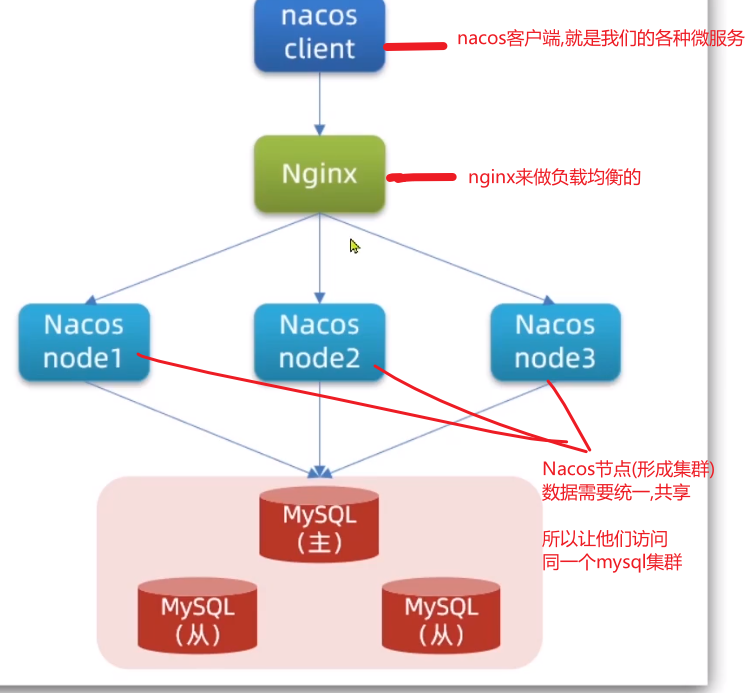 nacos
client
nacos客户端,就是我们的各种微服务
Nginx
nginx来做负载均衡的
Nacos
node1
Nacos
node2
Nacos
node3
Nacos节点(形成集群)
数据需要统一,共享
所以让他们访问
同一个mysql集群
MySQL
（主）
MySQL
（从）
MySQL
（从）